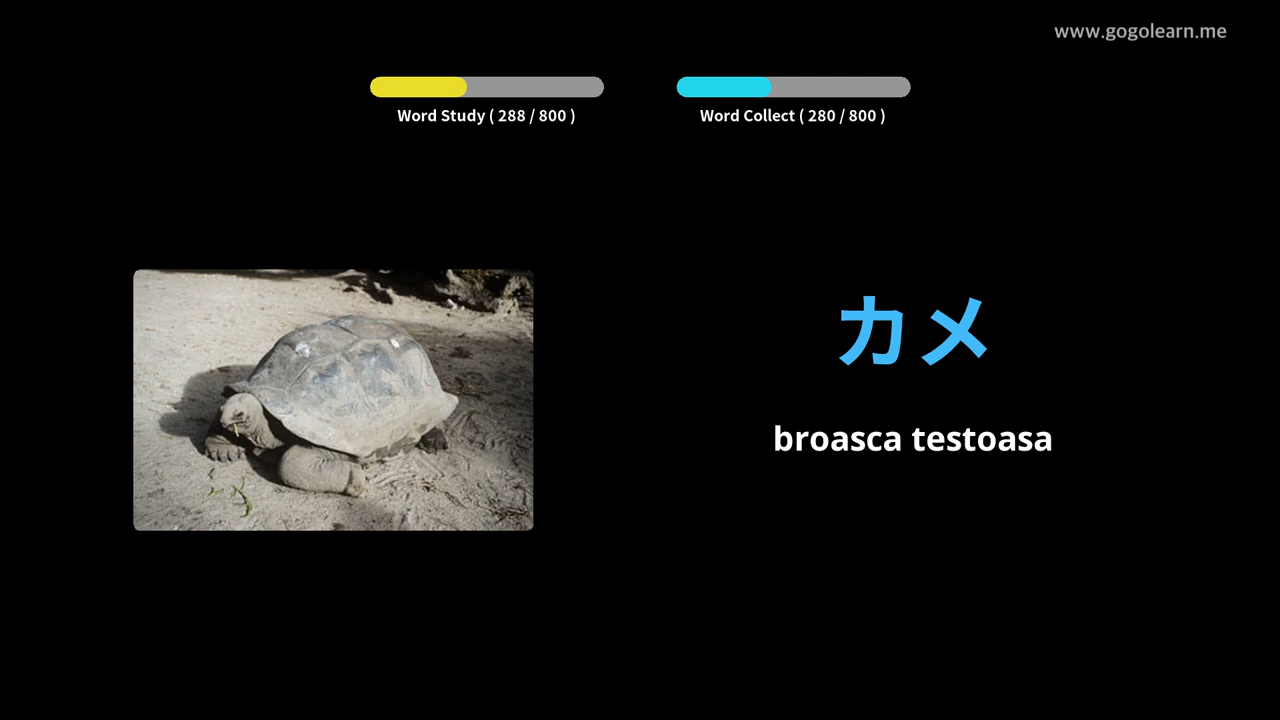 www.gogolearn.me
Word Study ( 288 / 800 )
Word Collect ( 280 / 800 )
カメ
broasca testoasa